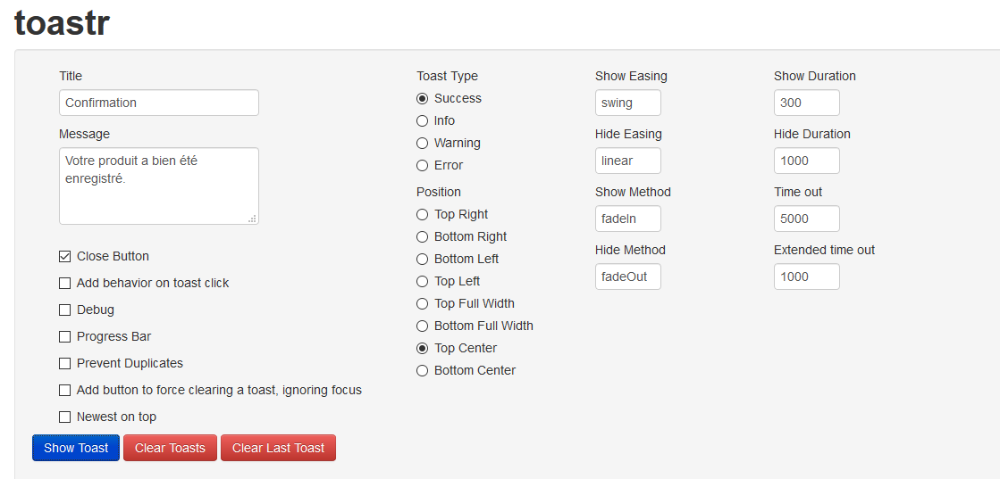 toastr
Title
Confirmation
Message
Votre produit a bien été
enregistré.
Close Button
Add behavior on toast click
Debug
Progress Bar
Prevent Duplicates
Add button to force clearing a toast, ignoring focus
Newest on top
Toast Type
Success
Info
Warning
Error
Position
Top Right
Bottom Right
Bottom Left
Top Left
Top Full Width
Bottom Full Width
Top Center
Bottom Center
Show Easing
swing
Hide Easing
linear
Show Method
fadeIn
Hide Method
fadeOut
Show Duration
300
Hide Duration
1000
Time out
5000
Extended time out
1000
Show Toast
Clear Toasts
Clear Last Toast